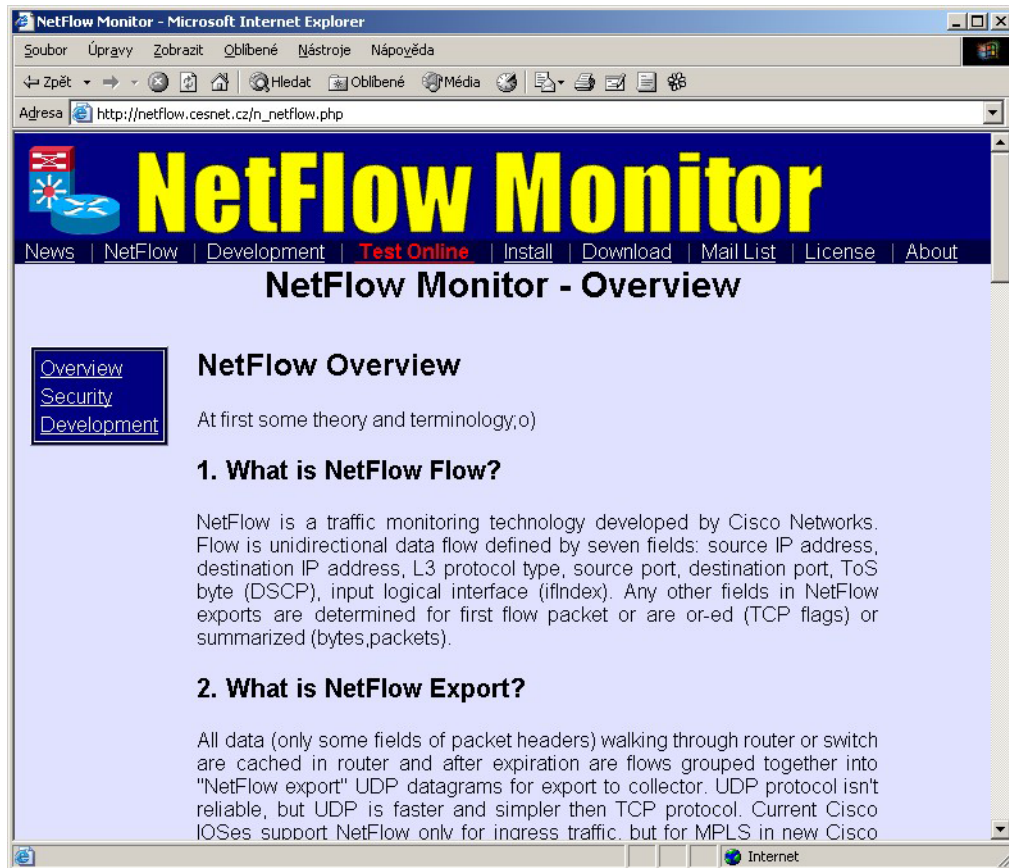 NetFlow Monitor - Microsoft Internet Explorer
Soubor Úpravy Zobrazit Oblíbené Nástroje Nápověda
Zpět Hledat Oblíbené Média
Adresa http://netflow.cesnet.cz/n_netflow.php
NetFlow Monitor
News | NetFlow | Development | Test Online | Install | Download | Mail List | License | About
NetFlow Monitor - Overview
Overview
Security
Development
NetFlow Overview
At first some theory and terminology;o)
1. What is NetFlow Flow?
NetFlow is a traffic monitoring technology developed by Cisco Networks.
Flow is unidirectional data flow defined by seven fields: source IP address,
destination IP address, L3 protocol type, source port, destination port, ToS
byte (DSCP), input logical interface (ifIndex). Any other fields in NetFlow
exports are determined for first flow packet or are or-ed (TCP flags) or
summarized (bytes,packets).
2. What is NetFlow Export?
All data (only some fields of packet headers) walking through router or switch
are cached in router and after expiration are flows grouped together into
"NetFlow export" UDP datagrams for export to collector. UDP protocol isn't
reliable, but UDP is faster and simpler then TCP protocol. Current Cisco
IOSes support NetFlow only for ingress traffic, but for MPLS in new Cisco
Internet